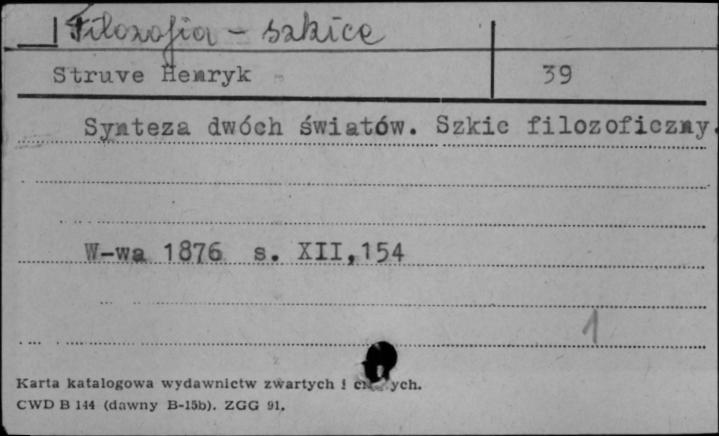 Filozofia - szkice
Struve Henryk 39
Synteza dwóch światów. Szkic filozoficzny.
W-wa 1876 s. XII,154
1
Karta katalogowa wydawnictw zwartych i ych.
CWD B 144 (dawny B-15b). ZGG 91.